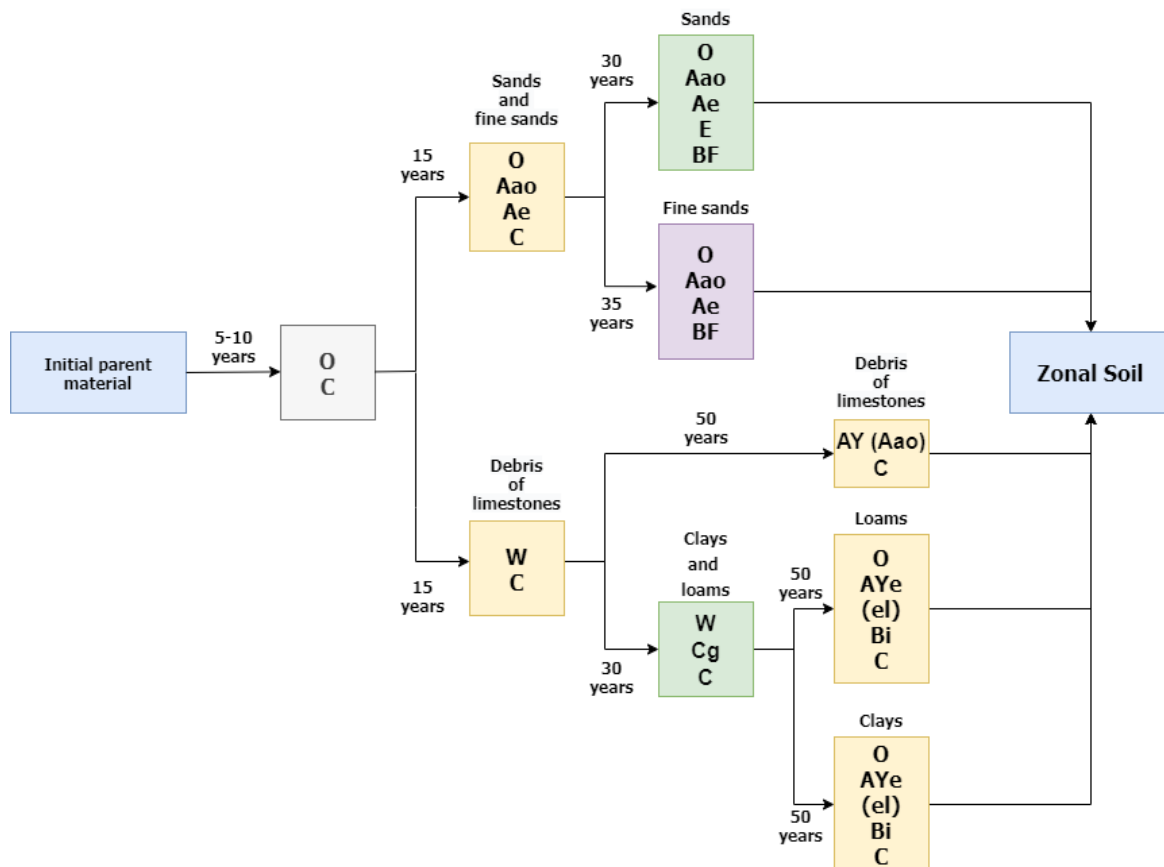 Initial parent
material
5-10
years
O
C
15
years
Sands
and
fine sands
O
Aao
Ae
C
30
years
Sands
O
Aao
Ae
E
BF
35
years
Fine sands
O
Aao
Ae
BF
15
years
Debris
of
limestones
W
C
50
years
Debris
of
limestones
AY (Aao)
C
30
years
Clays
and
loams
W
Cg
C
50
years
Loams
O
AYe
(el)
Bi
C
50
years
Clays
O
AYe
(el)
Bi
C
Zonal Soil